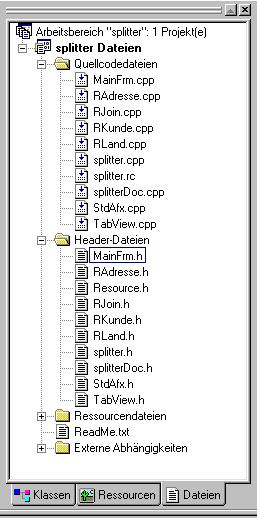 Arbeitsbereich "splitter": 1 Projekt(e)
splitter Dateien
Quellcodedateien
MainFrm.cpp
RAdresse.cpp
RJoin.cpp
RKunde.cpp
RLand.cpp
splitter.cpp
splitter.rc
splitterDoc.cpp
StdAfx.cpp
TabView.cpp
Header-Dateien
MainFrm.h
RAdresse.h
Resource.h
RJoin.h
RKunde.h
RLand.h
splitter.h
splitterDoc.h
StdAfx.h
TabView.h
Ressourcendateien
ReadMe.txt
Externe Abhängigkeiten
Klassen Ressourcen Dateien